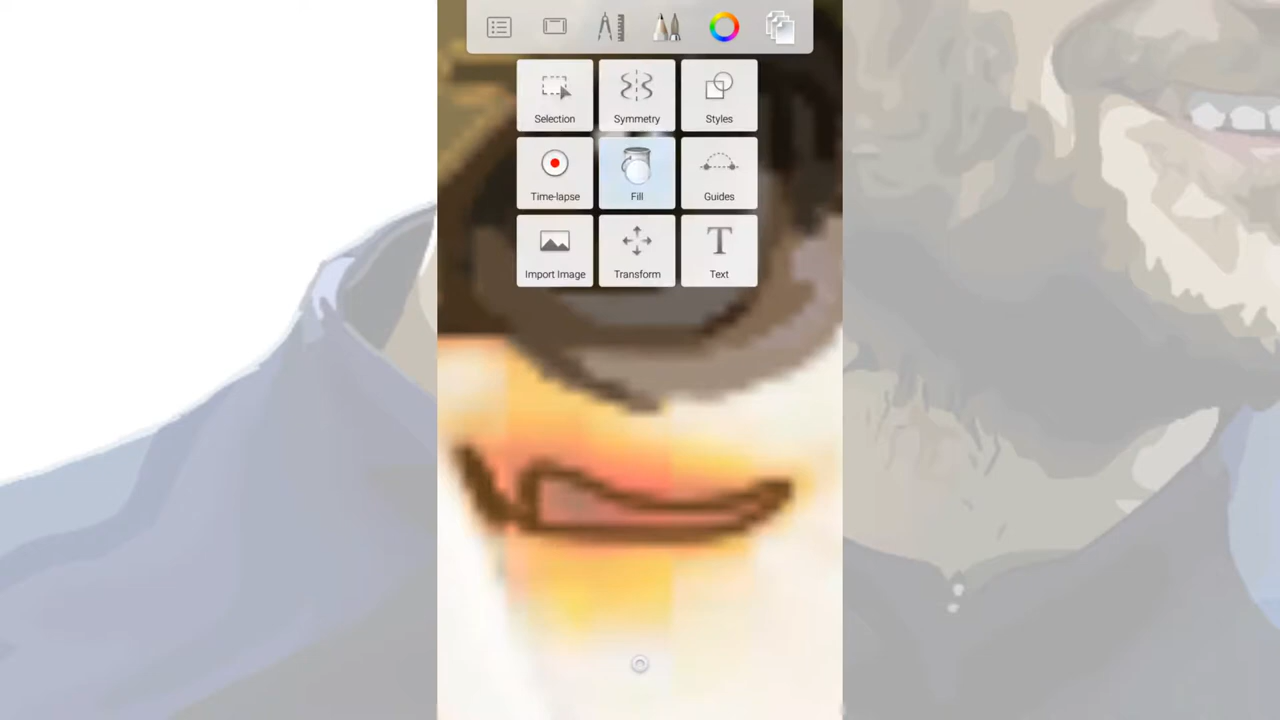 Selection Symmetry Styles
Time-lapse Fill Guides
Import Image Transform Text